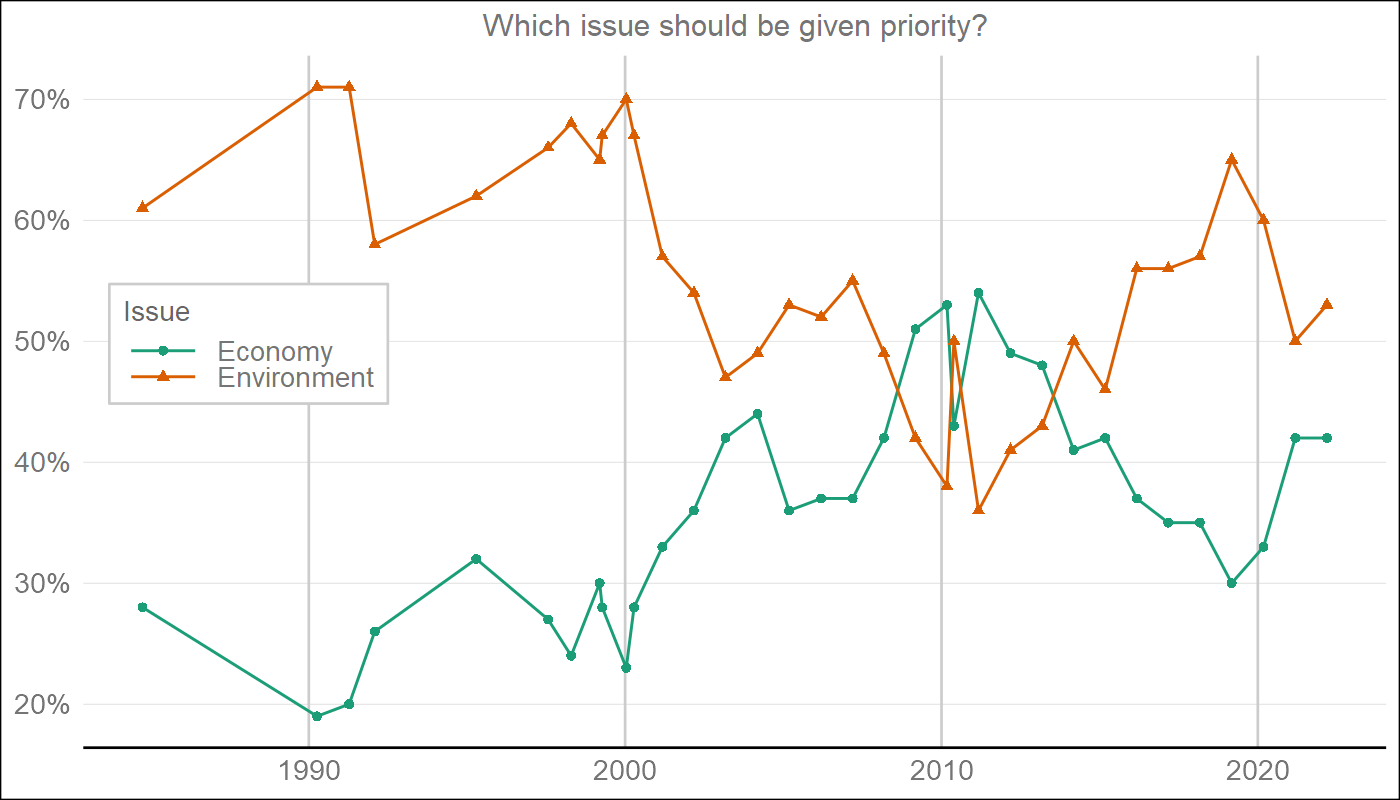 Which issue should be given priority?
70%
60%
50%
40%
30%
20%
Issue
Economy
Environment
1990
2000
2010
2020